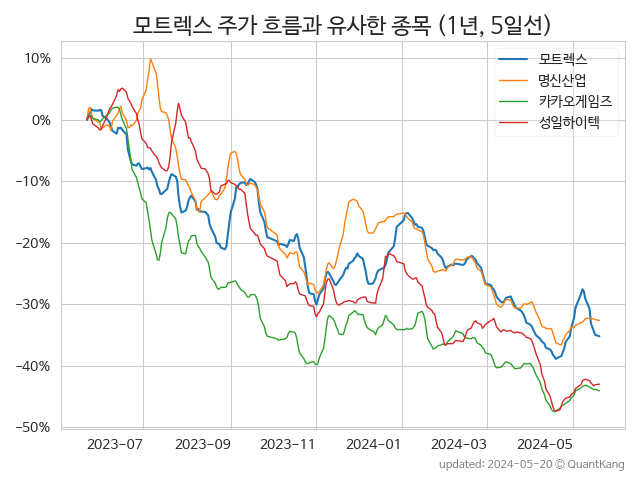 모트렉스 주가 흐름과 유사한 종목 (1년, 5일선)
모트렉스
명신산업
카카오게임즈
성일하이텍
10%
0%
−10%
−20%
−30%
−40%
−50%
2023-07
2023-09
2023-11
2024-01
2024-03
2024-05
updated: 2024-05-20 © QuantKang